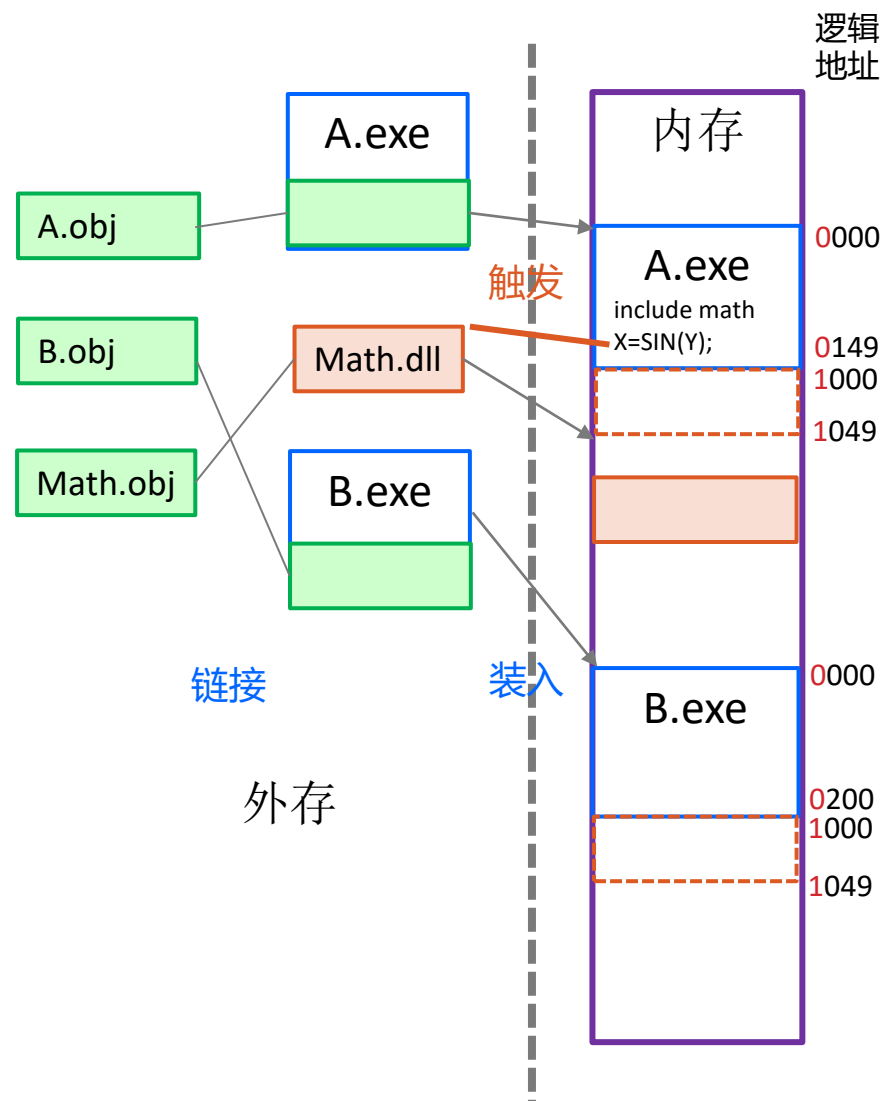 逻辑
地址
A.exe
内存
A.obj
0000
A.exe
触发
include math
X=SIN(Y);
B.obj
Math.dll
0149
1000
1049
Math.obj
B.exe
链接
装入
0000
B.exe
外存
0200
1000
1049